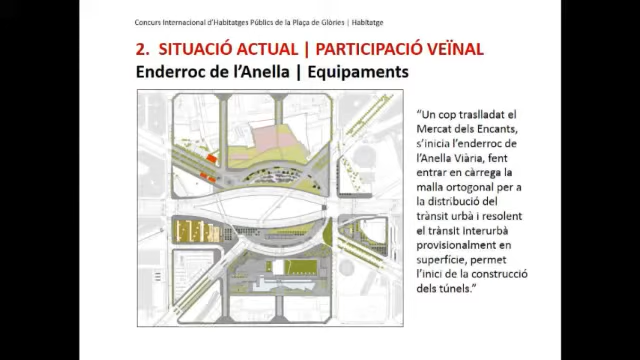 Concurs Internacional d'Habitatges Públics de la Plaça de Glòries | Habitatge
2. SITUACIÓ ACTUAL | PARTICIPACIÓ VEÏNAL
Enderroc de l'Anella | Equipaments
"Un cop traslladat el
Mercat dels Encants,
s'inicia l'enderroc de
l'Anella Viària, fent
entrar en càrrega la
malla ortogonal per a
la distribució del
trànsit urbà i resolent
el trànsit Interurbà
provisionalment en
superfície, permet
l'inici de la construcció
dels túnels."